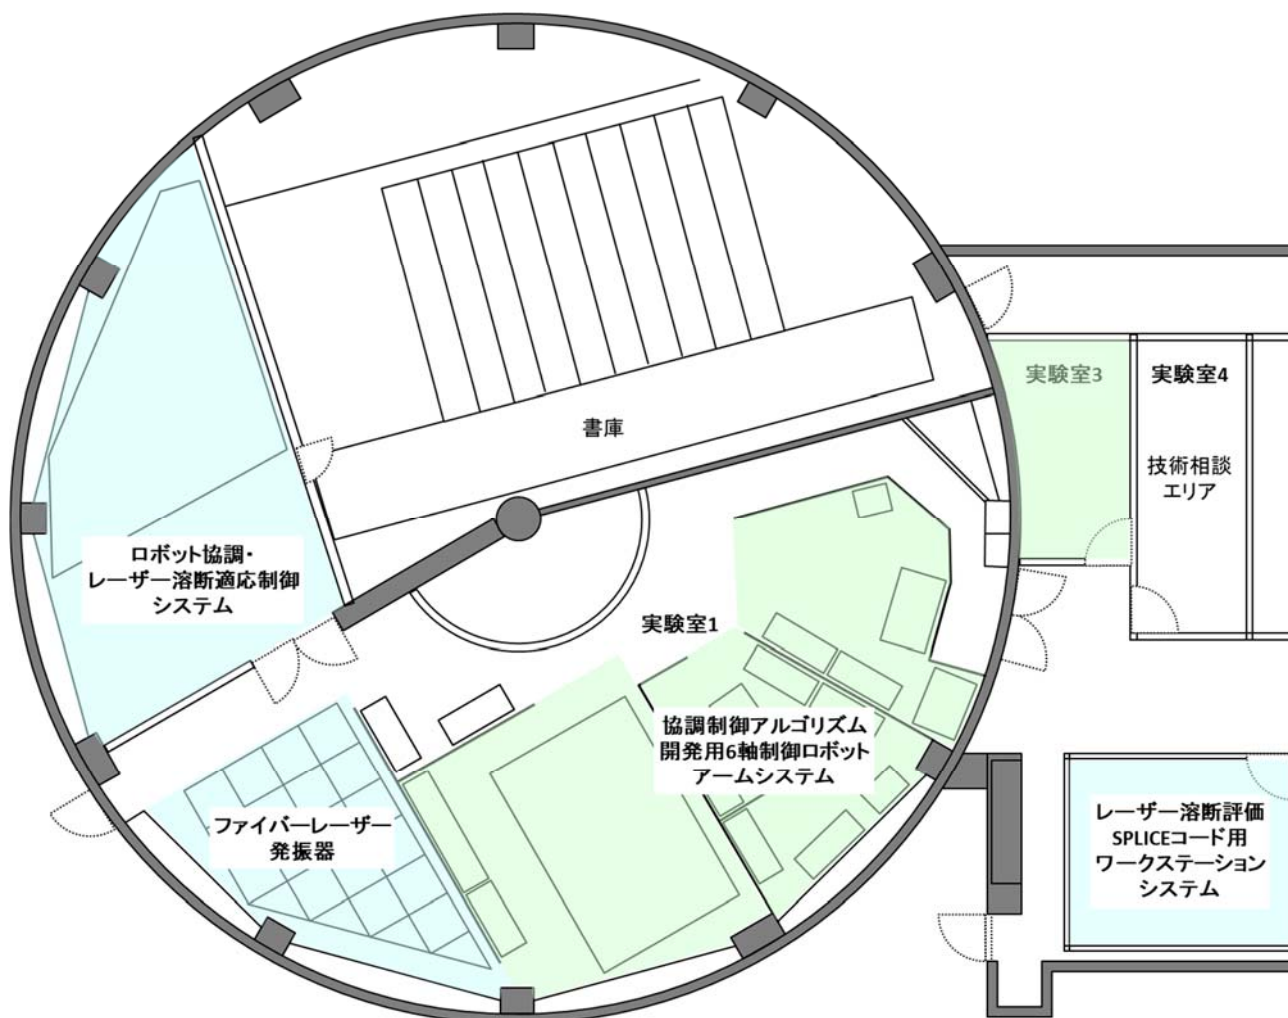 実験室3
実験室4
書庫
技術相談
エリア
ロボット協調・
レーザー溶断適応制御
システム
実験室1
協調制御アルゴリズム
開発用6軸制御ロボット
アームシステム
ファイバーレーザー
発振器
レーザー溶断評価
SPLICEコード用
ワークステーション
システム